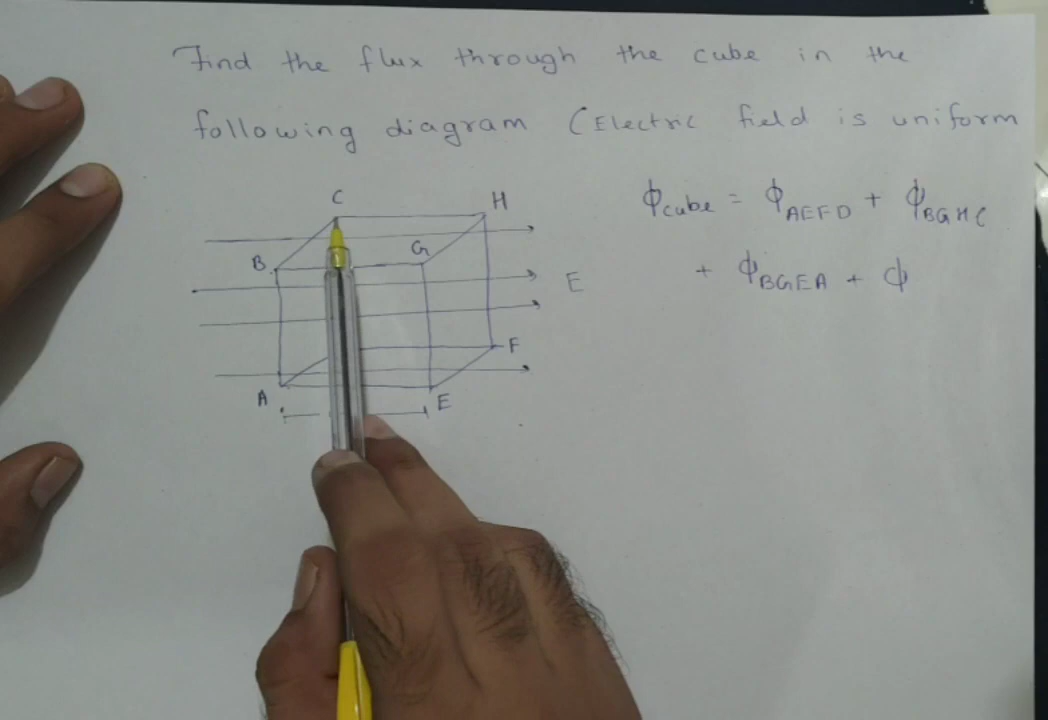 Find the flux through the cube in the
following diagram (Electric field is uniform
C H
B G
E
F
A E
ϕcube = ϕAEFD + ϕBGHC
+ ϕBGEA + ϕ